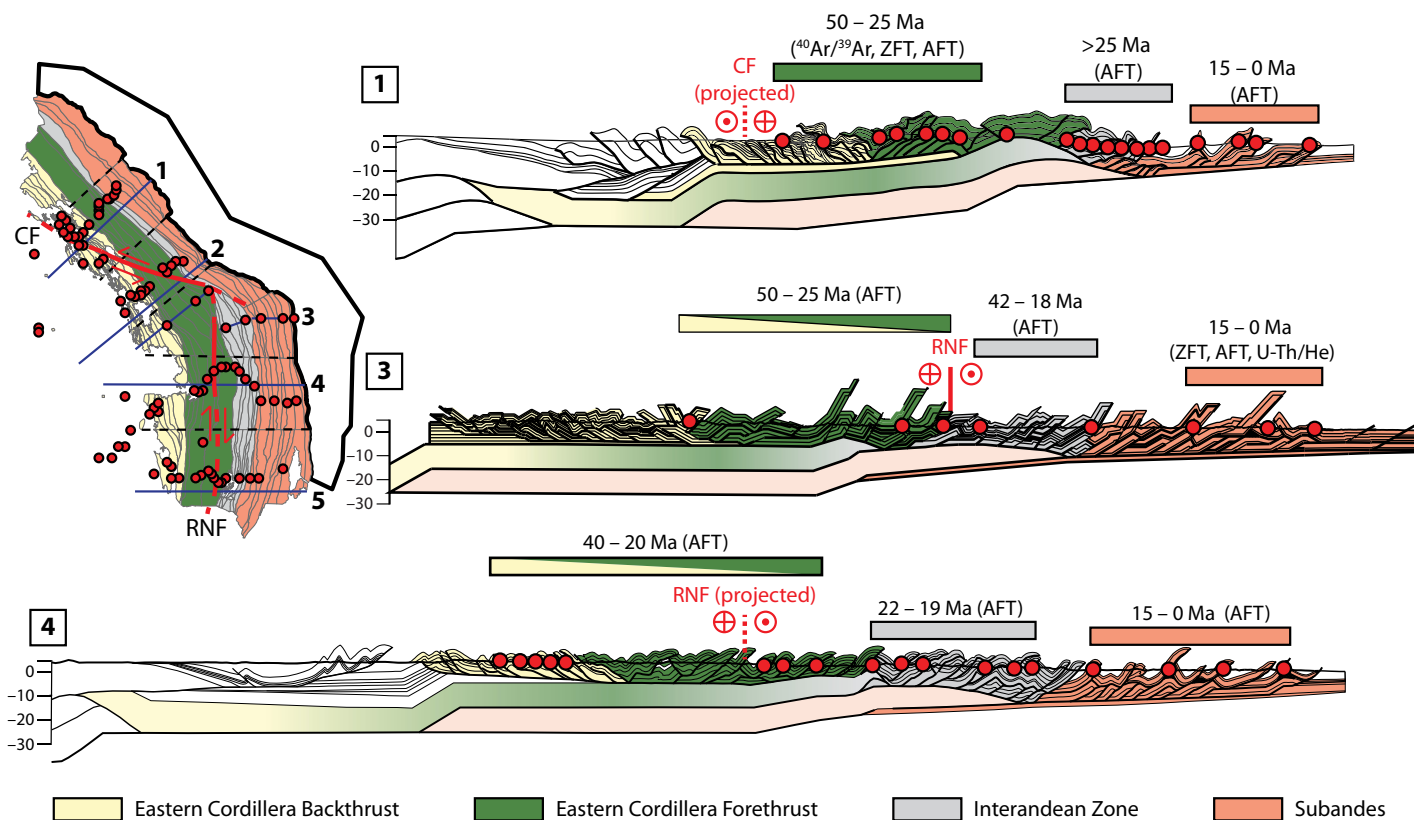 50 – 25 Ma
(⁴⁰Ar/³⁹Ar, ZFT, AFT)
>25 Ma
(AFT)
15 – 0 Ma
(AFT)
1
CF
(projected)
0
−10
−20
−30
1
CF
2
3
4
5
RNF
50 – 25 Ma (AFT)
42 – 18 Ma
(AFT)
15 – 0 Ma
(ZFT, AFT, U-Th/He)
3
RNF
0
−10
−20
−30
40 – 20 Ma (AFT)
RNF (projected)
22 – 19 Ma (AFT)
15 – 0 Ma (AFT)
4
0
−10
−20
−30
Eastern Cordillera Backthrust
Eastern Cordillera Forethrust
Interandean Zone
Subandes